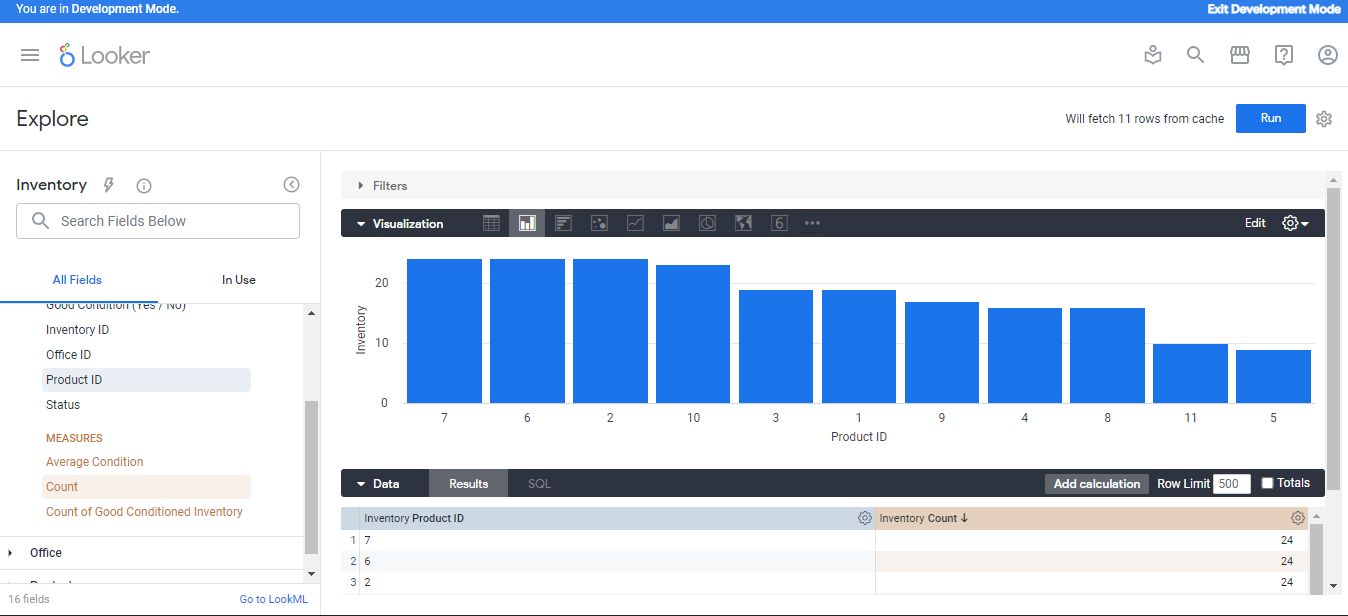 You are in Development Mode.
Exit Development Mode
Looker
Explore
Will fetch 11 rows from cache
Run
Inventory
Search Fields Below
All Fields
In Use
Good Condition (Yes / No)
Inventory ID
Office ID
Product ID
Status
MEASURES
Average Condition
Count
Count of Good Conditioned Inventory
Office
16 fields
Go to LookML
Filters
Visualization
6
Edit
Inventory
20
10
0
7 6 2 10 3 1 9 4 8 11 5
Product ID
Data
Results
SQL
Add calculation
Row Limit 500
Totals
Inventory Product ID
Inventory Count ↓
1 7 24
2 6 24
3 2 24